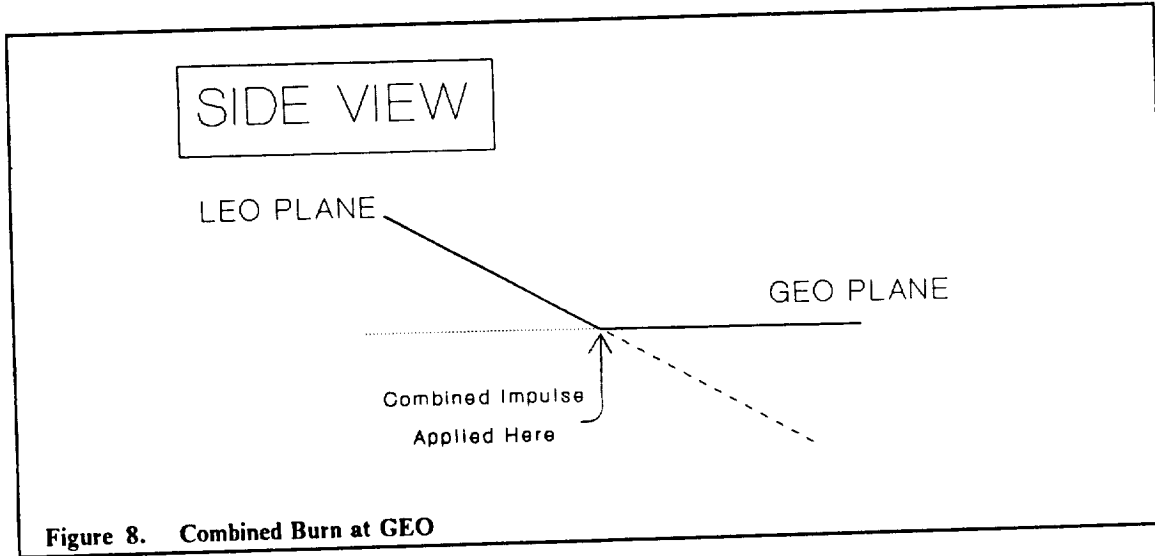 SIDE VIEW
LEO PLANE
GEO PLANE
Combined Impulse
Applied Here
Figure 8. Combined Burn at GEO